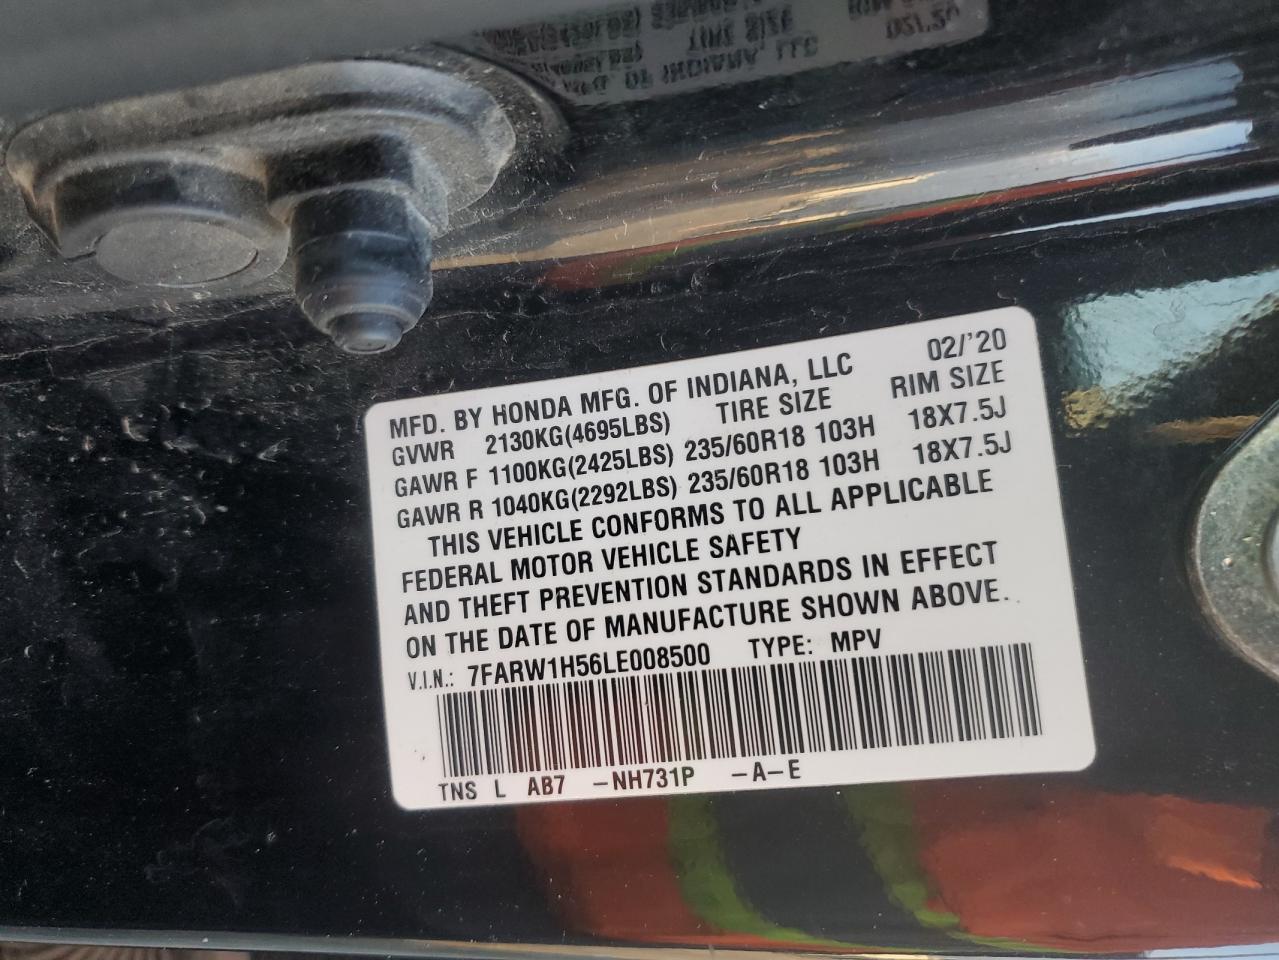 MFD. BY HONDA MFG. OF INDIANA, LLC 02/'20
GVWR 2130KG(4695LBS) TIRE SIZE RIM SIZE
GAWR F 1100KG(2425LBS) 235/60R18 103H 18X7.5J
GAWR R 1040KG(2292LBS) 235/60R18 103H 18X7.5J
THIS VEHICLE CONFORMS TO ALL APPLICABLE
FEDERAL MOTOR VEHICLE SAFETY
AND THEFT PREVENTION STANDARDS IN EFFECT
ON THE DATE OF MANUFACTURE SHOWN ABOVE.
V.I.N.: 7FARW1H56LE008500 TYPE: MPV
TNS L AB7 -NH731P -A-E